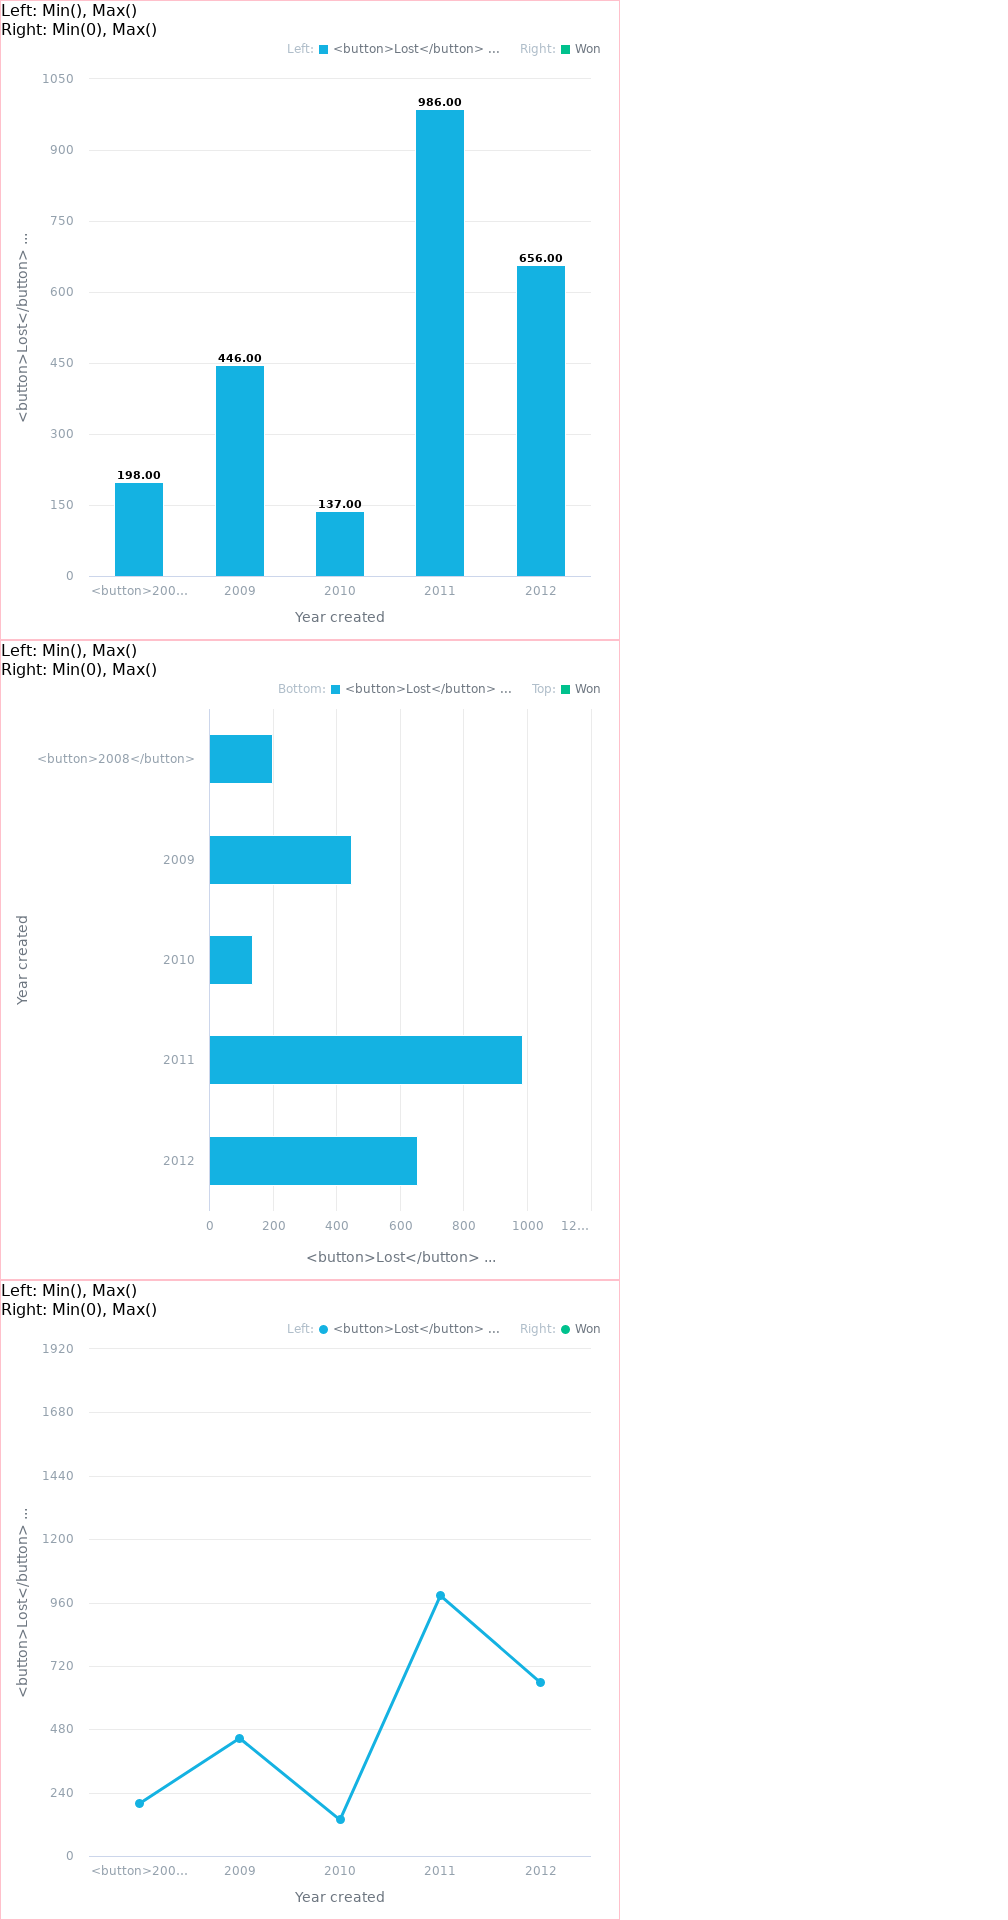 Left: Min(), Max()
Right: Min(0), Max()
Left: <button>Lost</button> ... Right: Won
1050
900
750
600
450
300
150
0
<button>Lost</button> ...
198.00
446.00
137.00
986.00
656.00
<button>200... 2009 2010 2011 2012
Year created
Left: Min(), Max()
Right: Min(0), Max()
Bottom: <button>Lost</button> ... Top: Won
Year created
<button>2008</button>
2009
2010
2011
2012
0 200 400 600 800 1000 12...
<button>Lost</button> ...
Left: Min(), Max()
Right: Min(0), Max()
Left: <button>Lost</button> ... Right: Won
1920
1680
1440
1200
960
720
480
240
0
<button>Lost</button> ...
<button>200... 2009 2010 2011 2012
Year created